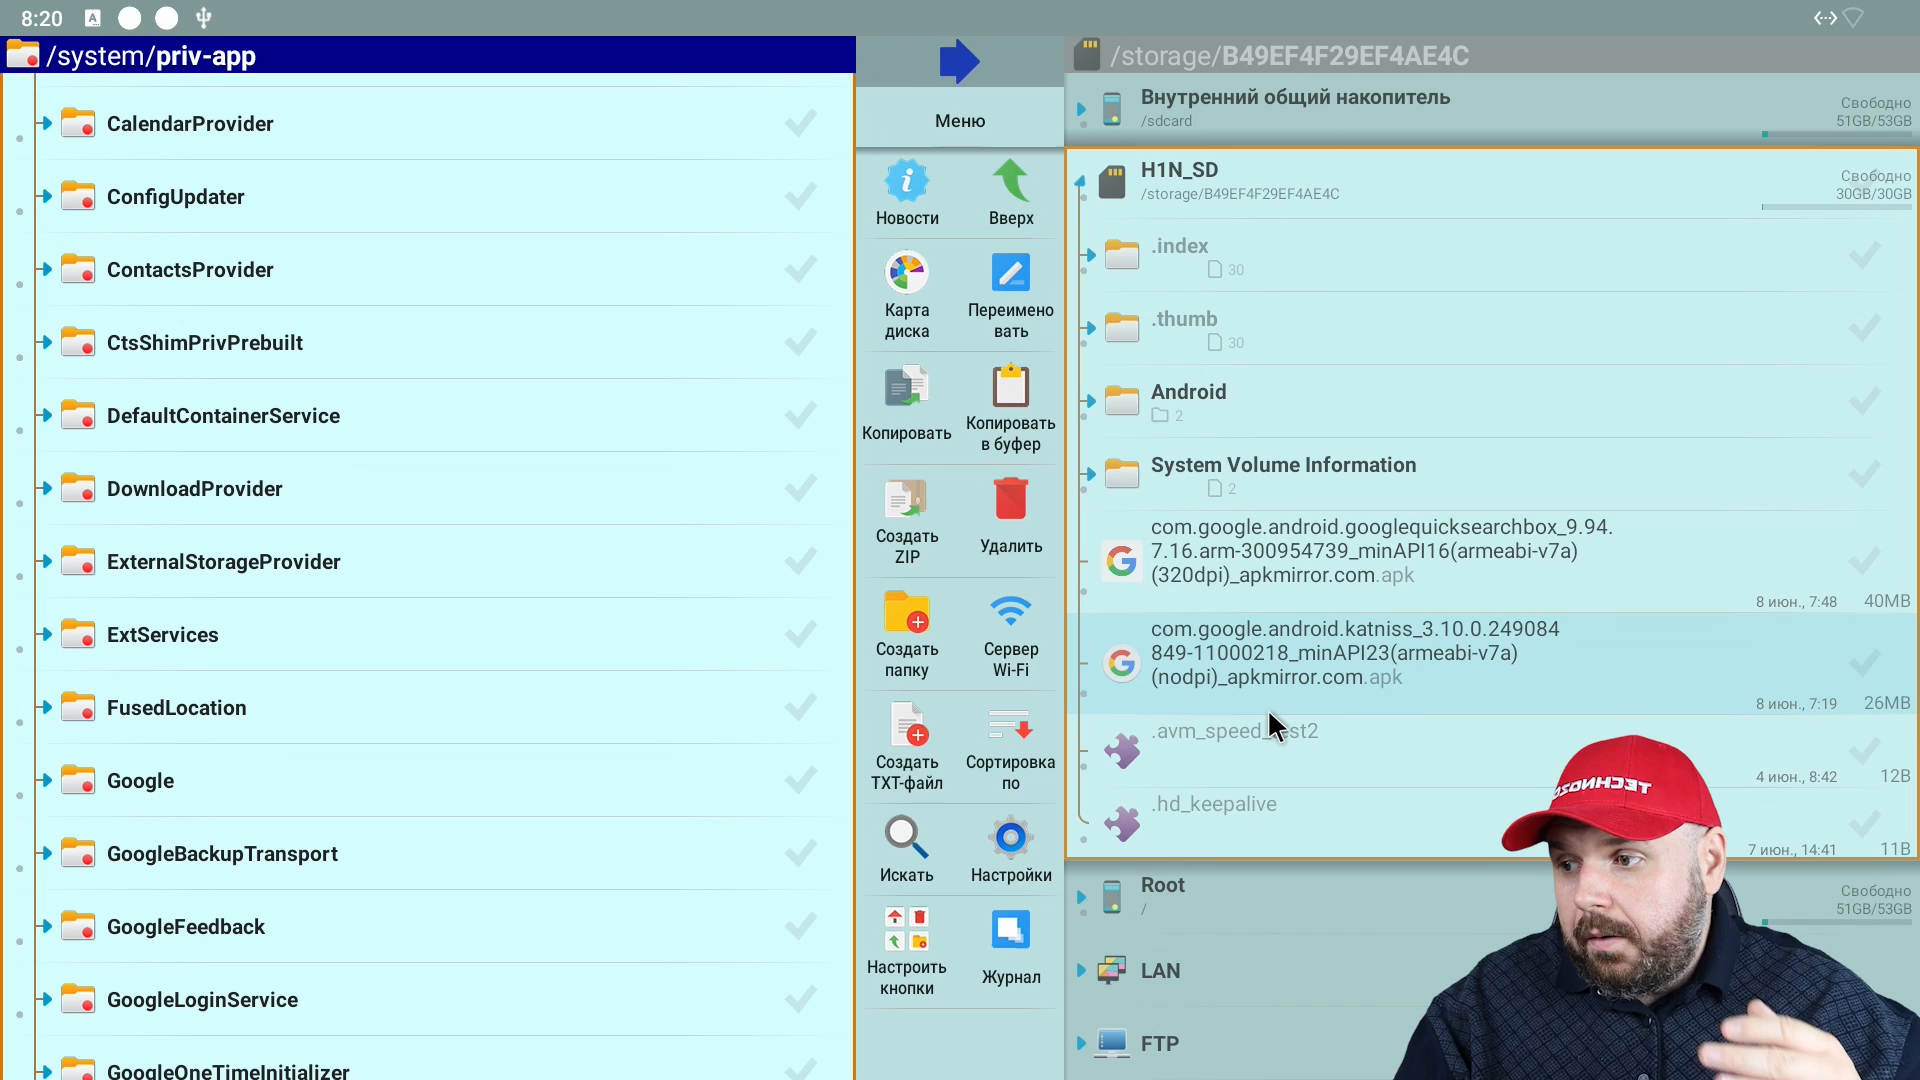 8:20
/system/priv-app
CalendarProvider
ConfigUpdater
ContactsProvider
CtsShimPrivPrebuilt
DefaultContainerService
DownloadProvider
ExternalStorageProvider
ExtServices
FusedLocation
Google
GoogleBackupTransport
GoogleFeedback
GoogleLoginService
GoogleOneTimeInitializer
Меню
Новости
Вверх
Карта
диска
Переимено
вать
Копировать
Копировать
в буфер
Создать
ZIP
Удалить
Создать
папку
Сервер
Wi-Fi
Создать
TXT-файл
Сортировка
по
Искать
Настройки
Настроить
кнопки
Журнал
/storage/B49EF4F29EF4AE4C
Внутренний общий накопитель
/sdcard
Свободно
51GB/53GB
H1N_SD
/storage/B49EF4F29EF4AE4C
Свободно
30GB/30GB
.index
30
.thumb
30
Android
2
System Volume Information
2
com.google.android.googlequicksearchbox_9.94.
7.16.arm-300954739_minAPI16(armeabi-v7a)
(320dpi)_apkmirror.com.apk
8 июн., 7:48 40MB
com.google.android.katniss_3.10.0.249084
849-11000218_minAPI23(armeabi-v7a)
(nodpi)_apkmirror.com.apk
8 июн., 7:19 26MB
4 июн., 8:42 12B
.hd_keepalive
7 июн., 14:41 11B
Root
/
Свободно
51GB/53GB
LAN
FTP